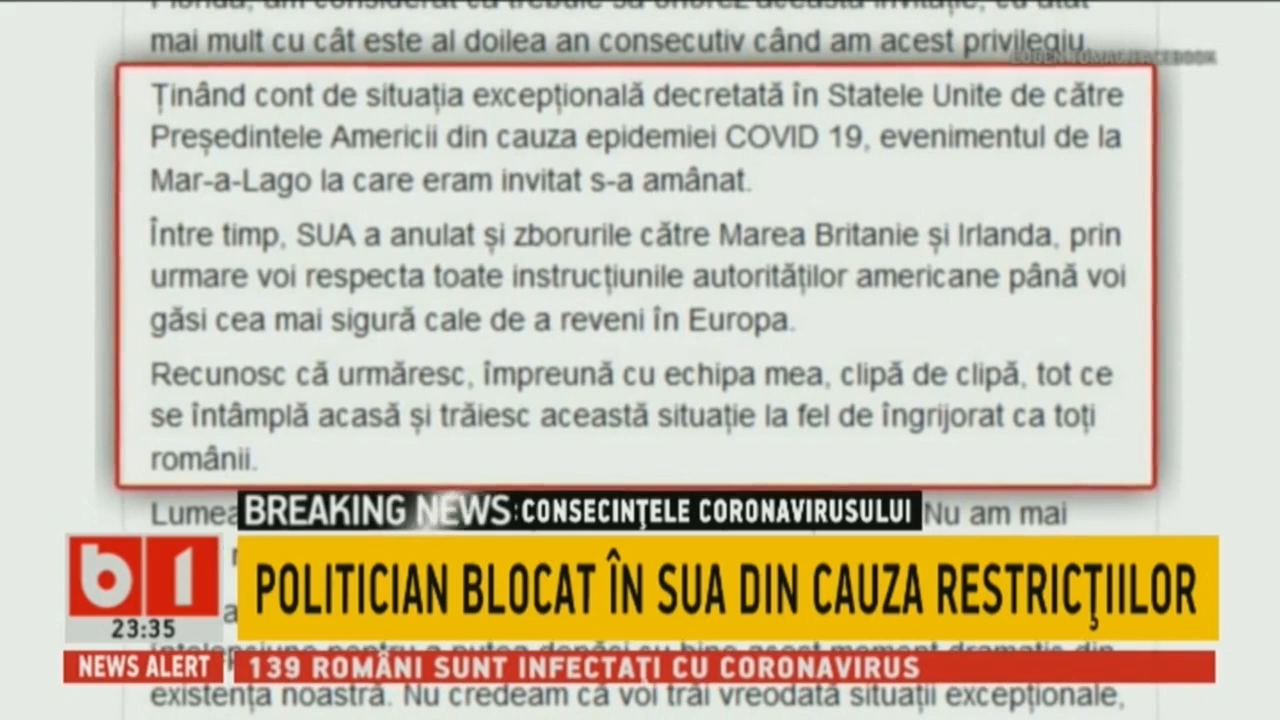 mai mult cu cât este al doilea an consecutiv când am acest privilegiu
Ținând cont de situația excepțională decretată în Statele Unite de către
Președintele Americii din cauza epidemiei COVID 19, evenimentul de la
Mar-a-Lago la care eram invitat s-a amânat.
Între timp, SUA a anulat și zborurile către Marea Britanie și Irlanda, prin
urmare voi respecta toate instrucțiunile autorităților americane până voi
găsi cea mai sigură cale de a reveni în Europa.
Recunosc că urmăresc, împreună cu echipa mea, clipă de clipă, tot ce
se întâmplă acasă și trăiesc această situație la fel de îngrijorat ca toți
românii.
Nu am mai
BREAKING NEWS: CONSECINŢELE CORONAVIRUSULUI
b1
POLITICIAN BLOCAT ÎN SUA DIN CAUZA RESTRICŢIILOR
23:35
NEWS ALERT 139 ROMÂNI SUNT INFECTAŢI CU CORONAVIRUS
existența noastră. Nu credeam că voi trăi vreodată situații excepționale,